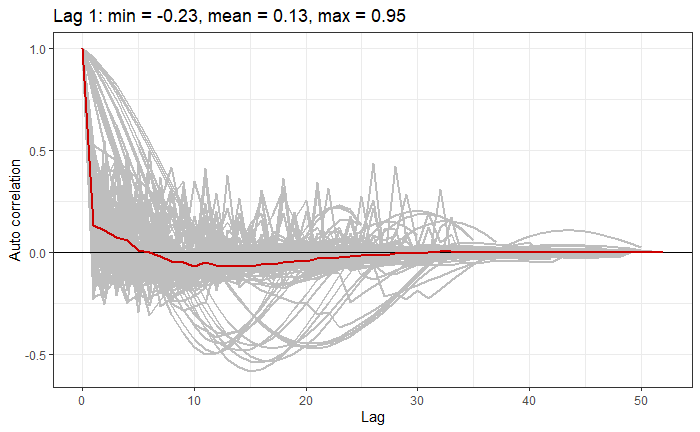 Lag 1: min = -0.23, mean = 0.13, max = 0.95
1.0
0.5
0.0
-0.5
Auto correlation
0 10 20 30 40 50
Lag